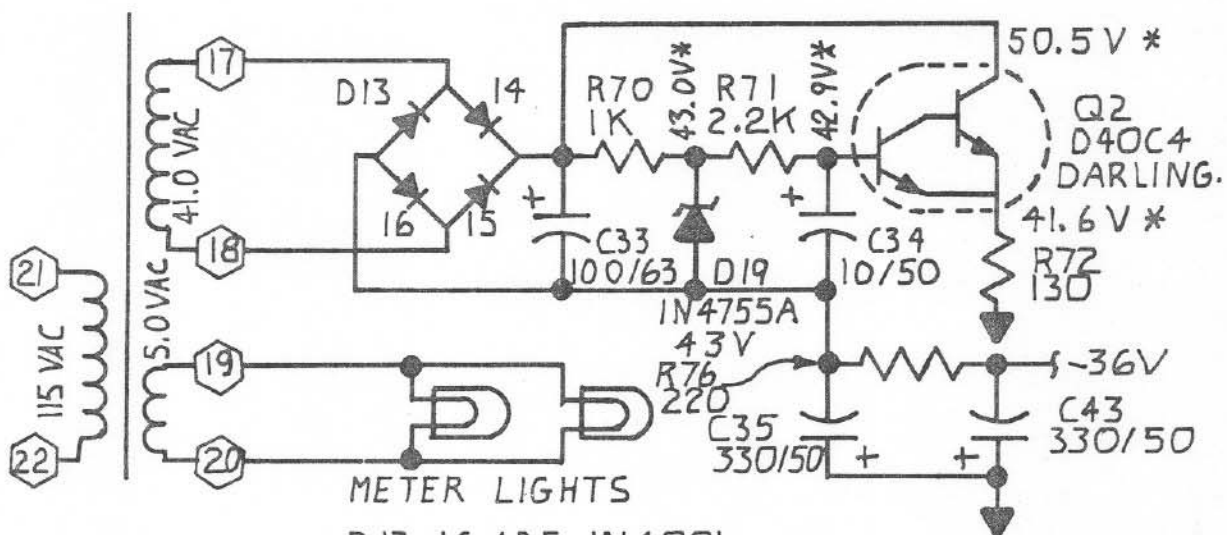 17
41.0 VAC
18
21
115 VAC
22
5.0VAC
19
20
D13
14
16
15
R70
1K
43.0V*
R71
2.2K
42.9V*
50.5V *
Q2
D40C4
DARLING.
41.6V *
R72
130
+
C33
100/63
D19
1N4755A
43V
+
C34
10/50
R76
220
-36V
C35
330/50
+
C43
330/50
+
METER LIGHTS